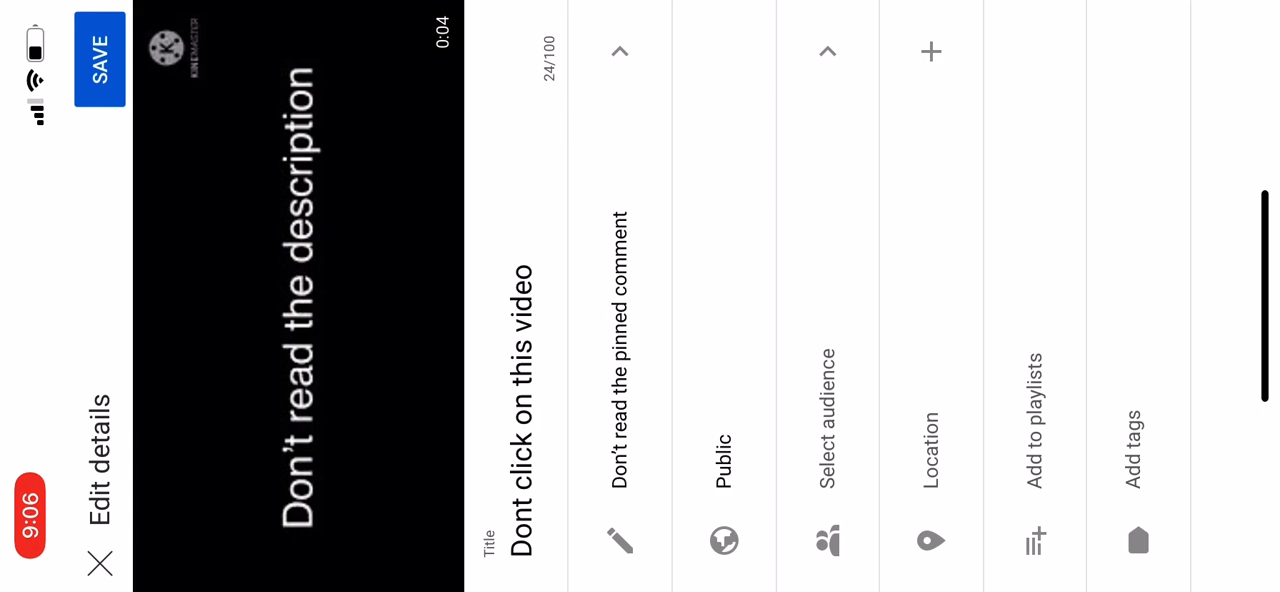 9:06
Edit details
SAVE
KINEMASTER
Don't read the description
0:04
Title
Dont click on this video
24/100
Don't read the pinned comment
Public
Select audience
Location
Add to playlists
Add tags